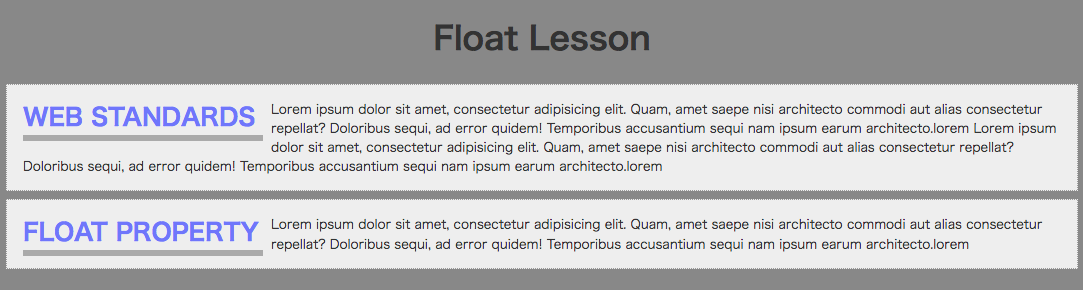 Float Lesson
WEB STANDARDS
Lorem ipsum dolor sit amet, consectetur adipisicing elit. Quam, amet saepe nisi architecto commodi aut alias consectetur
repellat? Doloribus sequi, ad error quidem! Temporibus accusantium sequi nam ipsum earum architecto.lorem Lorem ipsum
dolor sit amet, consectetur adipisicing elit. Quam, amet saepe nisi architecto commodi aut alias consectetur repellat?
Doloribus sequi, ad error quidem! Temporibus accusantium sequi nam ipsum earum architecto.lorem
FLOAT PROPERTY
Lorem ipsum dolor sit amet, consectetur adipisicing elit. Quam, amet saepe nisi architecto commodi aut alias consectetur
repellat? Doloribus sequi, ad error quidem! Temporibus accusantium sequi nam ipsum earum architecto.lorem